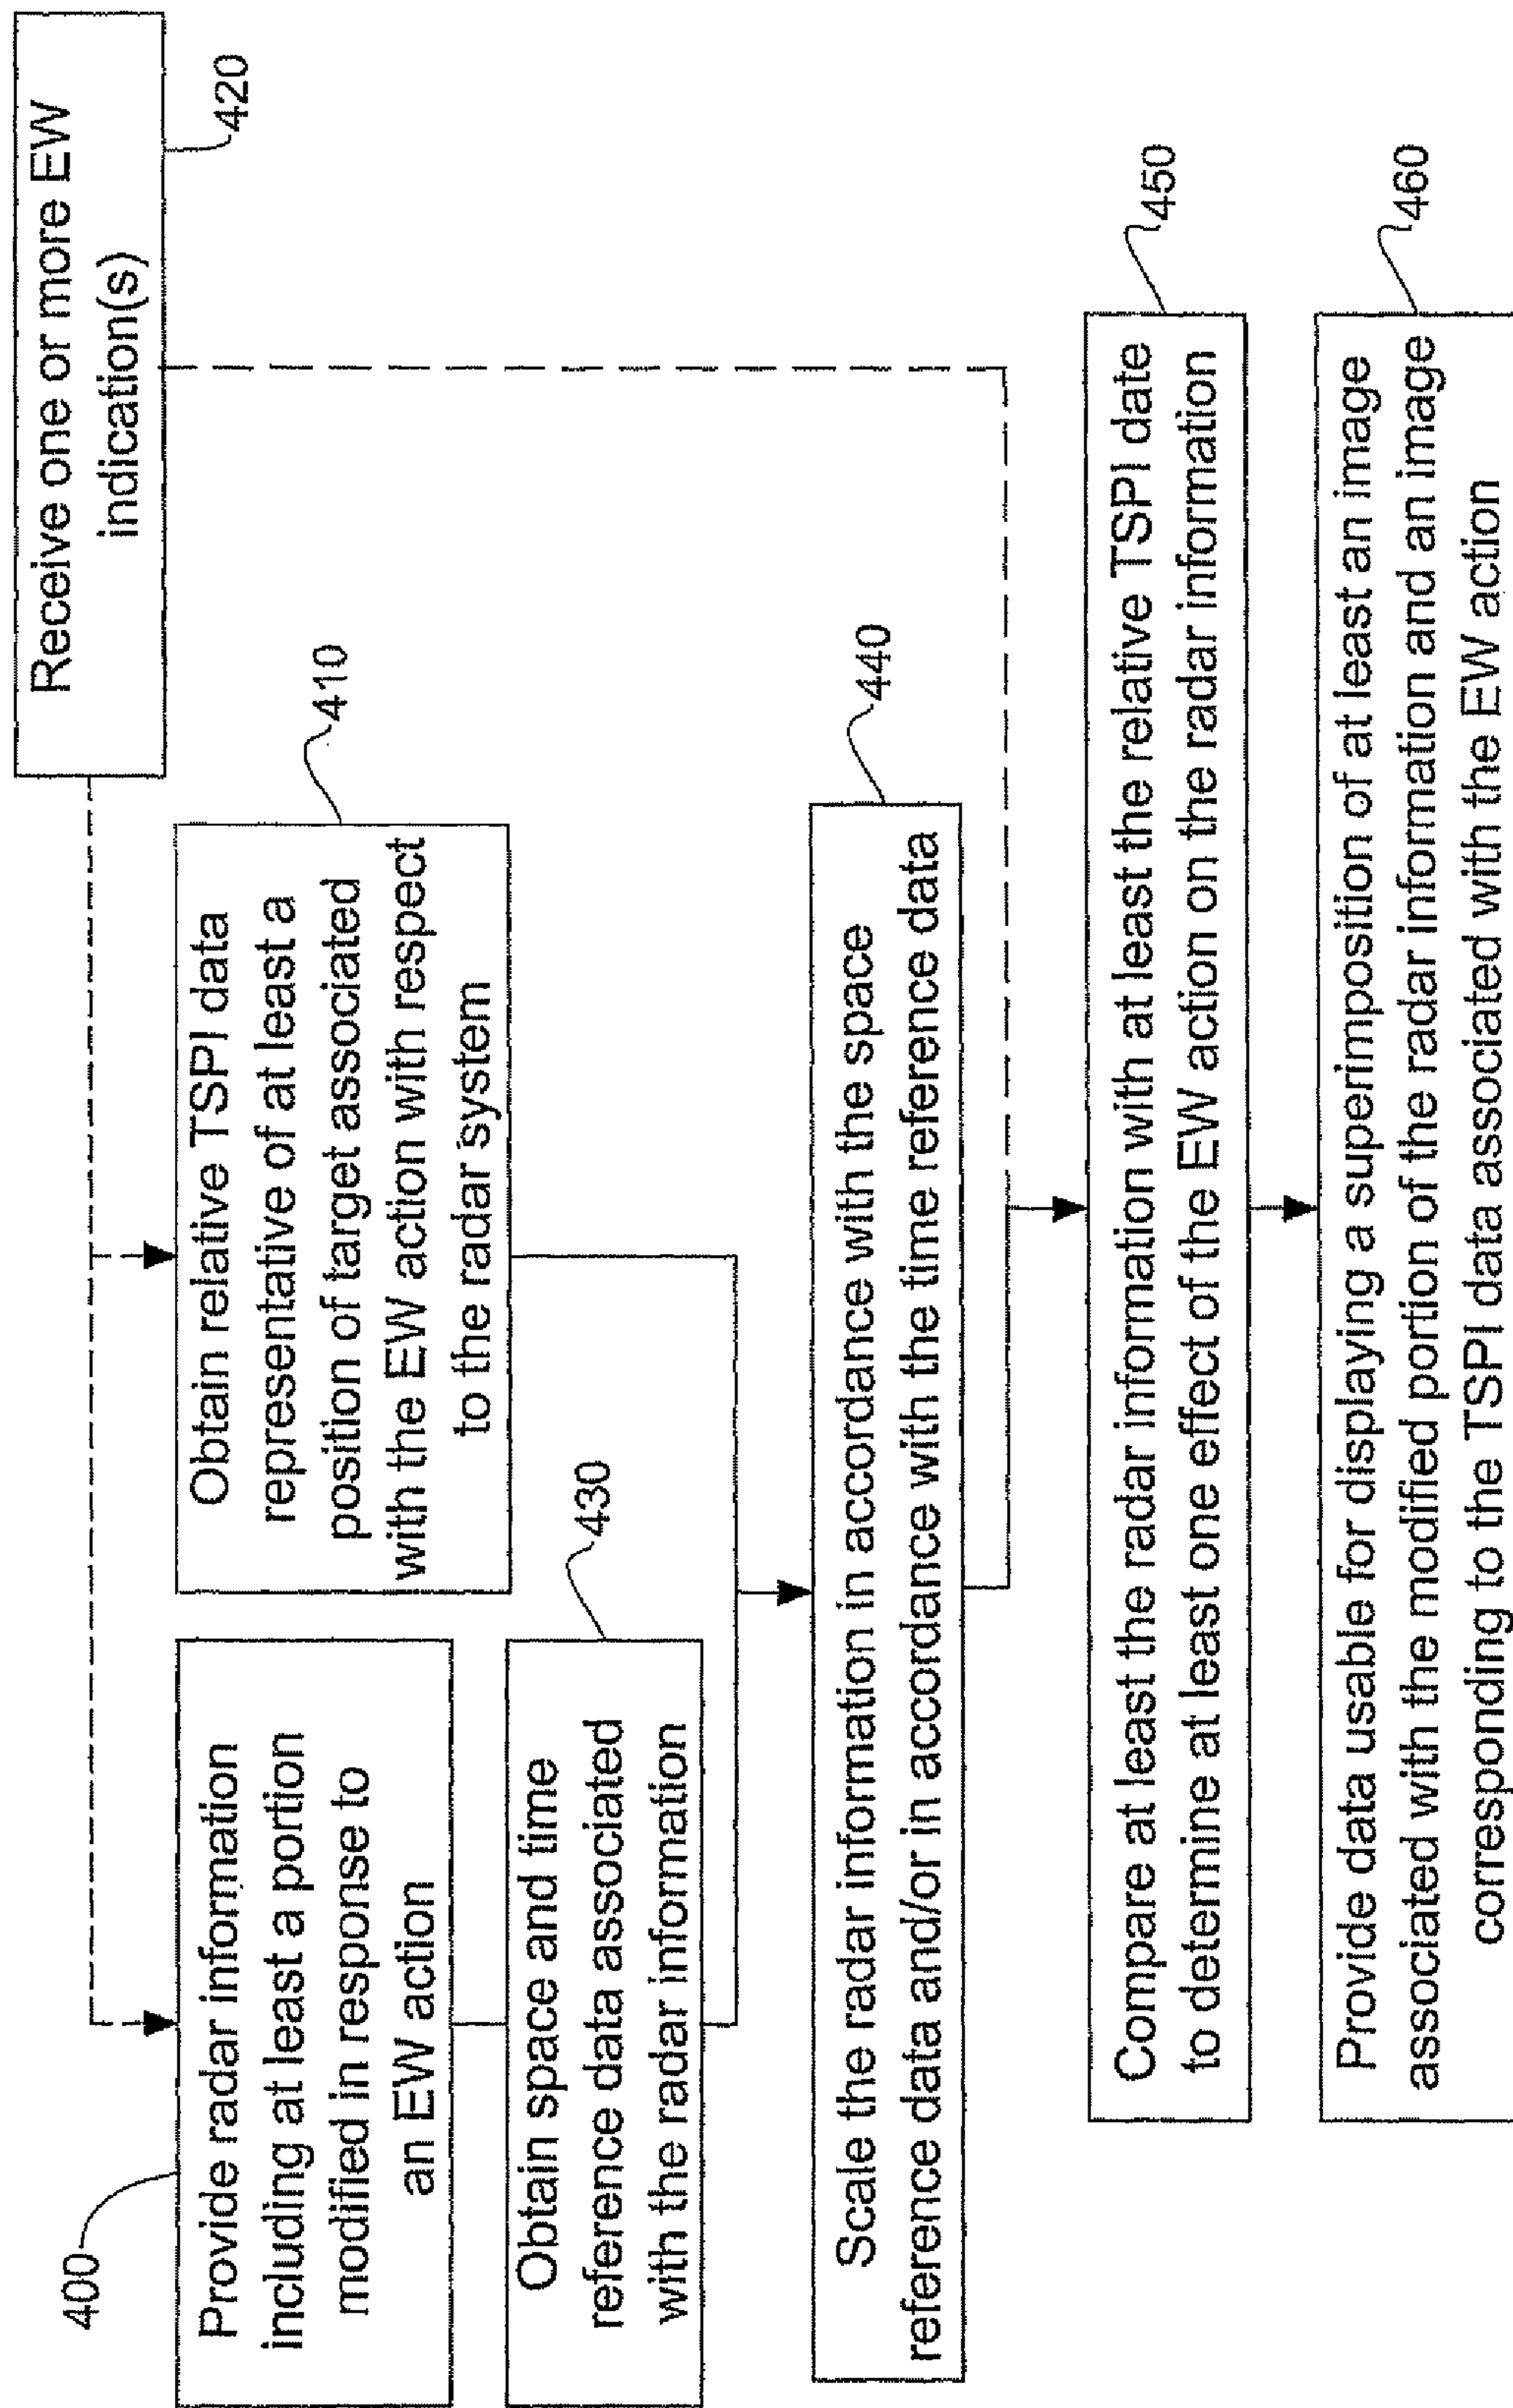 Receive one or more EW
indication(s)
420
400
Provide radar information
including at least a portion
modified in response to
an EW action
Obtain relative TSPI data
representative of at least a
position of target associated
with the EW action with respect
to the radar system
410
Obtain space and time
reference data associated
with the radar information
430
Scale the radar information in accordance with the space
reference data and/or in accordance with the time reference data
440
Compare at least the radar information with at least the relative TSPI date
to determine at least one effect of the EW action on the radar information
450
Provide data usable for displaying a superimposition of at least an image
associated with the modified portion of the radar information and an image
corresponding to the TSPI data associated with the EW action
460